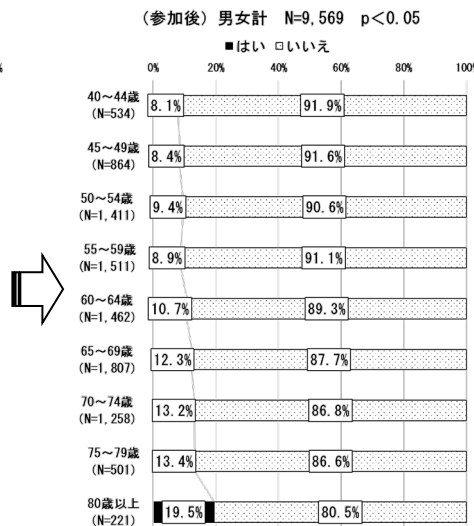 (参加後) 男女計 N=9,569 p<0.05
■はい □いいえ
% 0% 20% 40% 60% 80% 100%
40～44歳
(N=534)
8.1% 91.9%
45～49歳
(N=864)
8.4% 91.6%
50～54歳
(N=1,411)
9.4% 90.6%
55～59歳
(N=1,511)
8.9% 91.1%
60～64歳
(N=1,462)
10.7% 89.3%
65～69歳
(N=1,807)
12.3% 87.7%
70～74歳
(N=1,258)
13.2% 86.8%
75～79歳
(N=501)
13.4% 86.6%
80歳以上
(N=221)
19.5% 80.5%